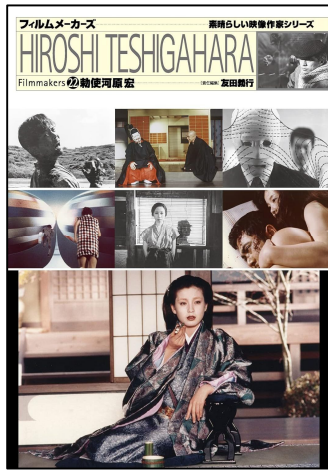 フィルムメーカーズ
素晴らしい映像作家シリーズ
HIROSHI TESHIGAHARA
Filmmakers 22 勅使河原宏
[責任編集] 友田義行